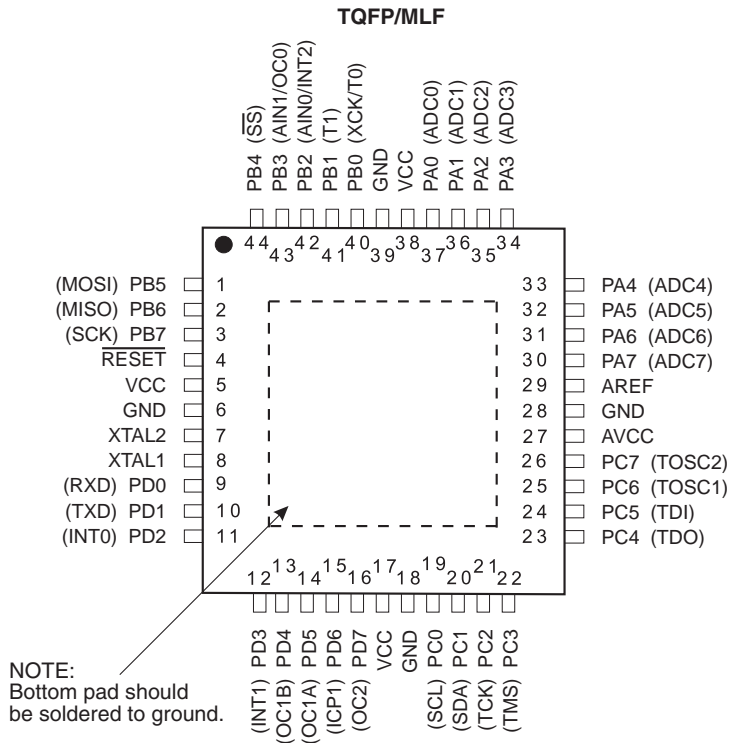 TQFP/MLF
PB4 (SS)
PB3 (AIN1/OC0)
PB2 (AIN0/INT2)
PB1 (T1)
PB0 (XCK/T0)
GND
VCC
PA0 (ADC0)
PA1 (ADC1)
PA2 (ADC2)
PA3 (ADC3)
44 43 42 41 40 39 38 37 36 35 34
(MOSI) PB5 1
(MISO) PB6 2
(SCK) PB7 3
RESET 4
VCC 5
GND 6
XTAL2 7
XTAL1 8
(RXD) PD0 9
(TXD) PD1 10
(INT0) PD2 11
33 PA4 (ADC4)
32 PA5 (ADC5)
31 PA6 (ADC6)
30 PA7 (ADC7)
29 AREF
28 GND
27 AVCC
26 PC7 (TOSC2)
25 PC6 (TOSC1)
24 PC5 (TDI)
23 PC4 (TDO)
12 13 14 15 16 17 18 19 20 21 22
(INT1) PD3
(OC1B) PD4
(OC1A) PD5
(ICP1) PD6
(OC2) PD7
VCC
GND
(SCL) PC0
(SDA) PC1
(TCK) PC2
(TMS) PC3
NOTE:
Bottom pad should
be soldered to ground.